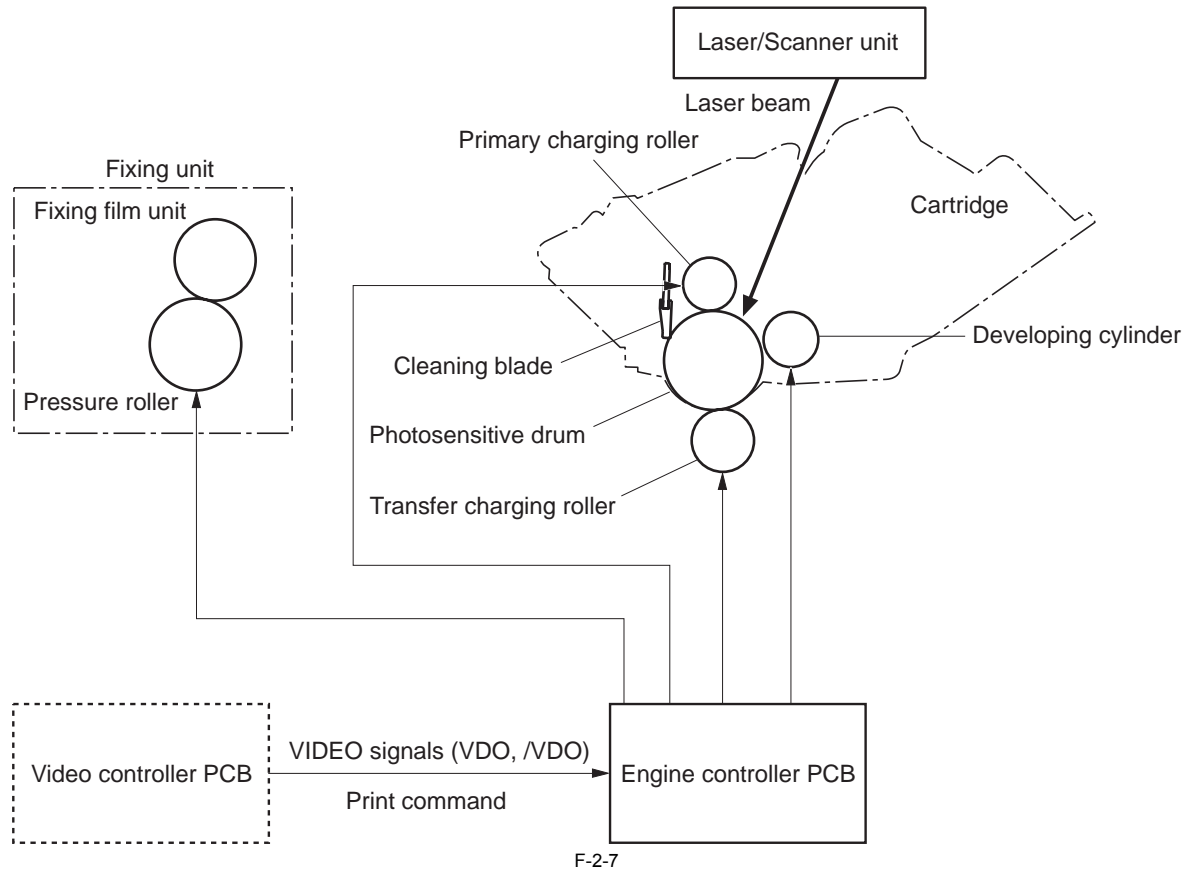 Laser/Scanner unit
Laser beam
Primary charging roller
Fixing unit
Fixing film unit
Cartridge
Developing cylinder
Cleaning blade
Pressure roller
Photosensitive drum
Transfer charging roller
VIDEO signals (VDO, /VDO)
Video controller PCB
Engine controller PCB
Print command
F-2-7